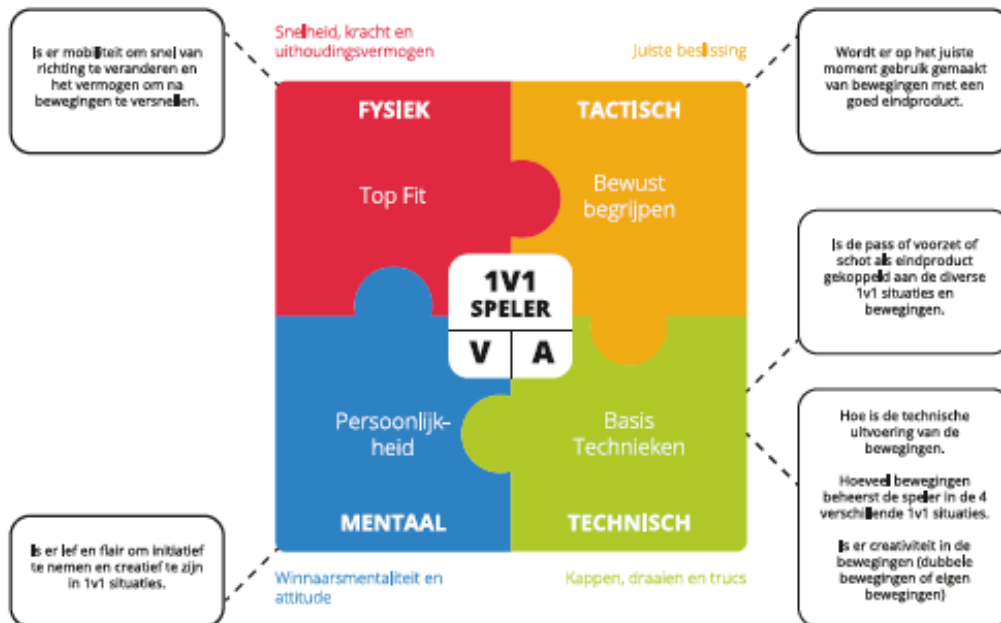 Is er mobiliteit om snel van
richting te veranderen en
het vermogen om na
bewegingen te versnellen.
Snelheid, kracht en
uithoudingsvermogen
Juiste beslissing
Wordt er op het juiste
moment gebruik gemaakt
van bewegingen met een
goed eindproduct.
FYSIEK
Top Fit
TACTISCH
Bewust
begrijpen
Is de pass of voorzet of
schot als eindproduct
gekoppeld aan de diverse
1v1 situaties en
bewegingen.
1V1
SPELER
V
A
Persoonlijk-
heid
MENTAAL
Basis
Technieken
TECHNISCH
Hoe is de technische
uitvoering van de
bewegingen.
Hoeveel bewegingen
beheerst de speler in de 4
verschillende 1v1 situaties.
Is er creativiteit in de
bewegingen (dubbele
bewegingen of eigen
bewegingen)
Is er lef en flair om initiatief
te nemen en creatief te zijn
in 1v1 situaties.
Winnaarsmentaliteit en
attitude
Kappen, draaien en trucs